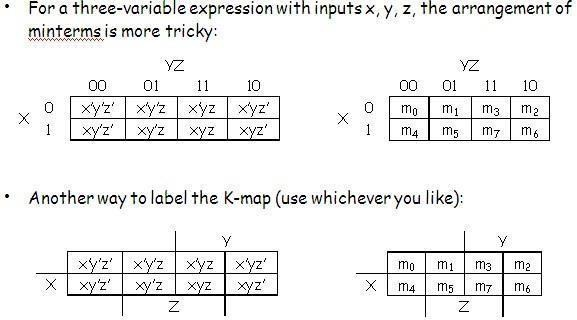 • For a three-variable expression with inputs x, y, z, the arrangement of
minterms is more tricky:
YZ YZ
00 01 11 10 00 01 11 10
X 0 x'y'z' x'y'z x'yz x'yz' X 0 m0 m1 m3 m2
1 xy'z' xy'z xyz xyz' 1 m4 m5 m7 m6
• Another way to label the K-map (use whichever you like):
Y Y
x'y'z' x'y'z x'yz x'yz' m0 m1 m3 m2
X xy'z' xy'z xyz xyz' X m4 m5 m7 m6
Z Z